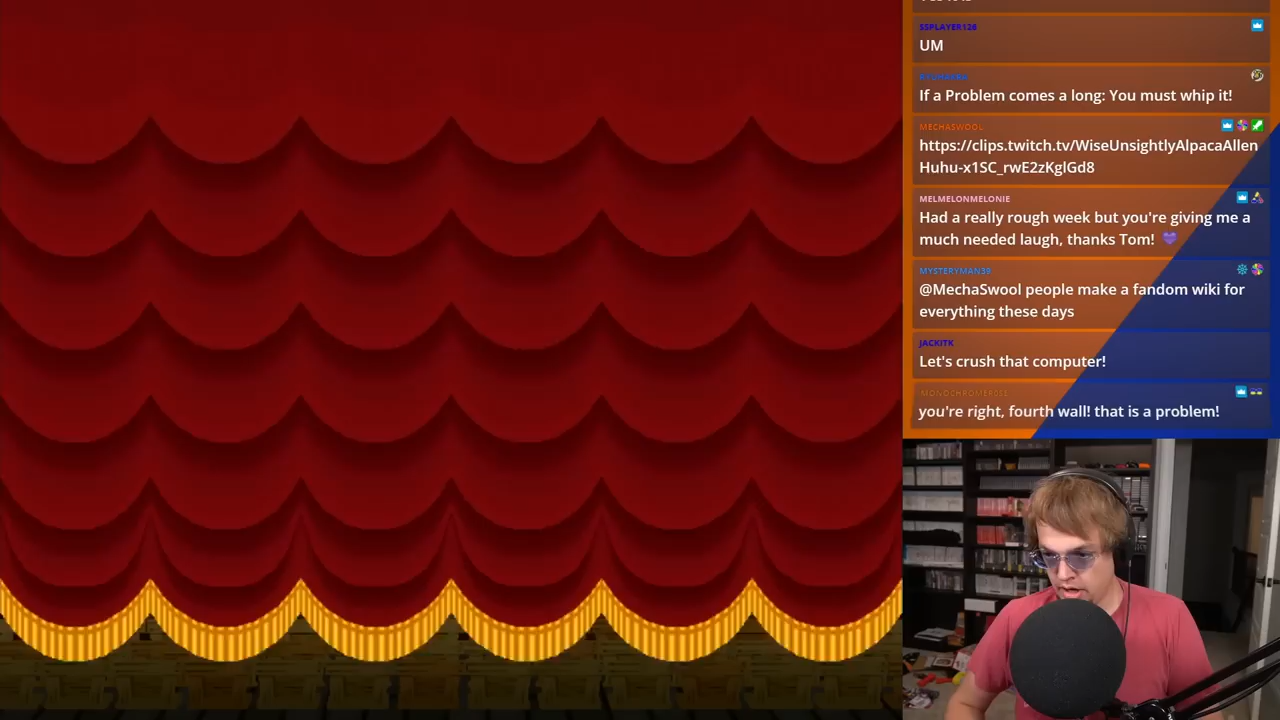 SSPLAYER126
UM
If a Problem comes a long: You must whip it!
MECHASWOOL
https://clips.twitch.tv/WiseUnsightlyAlpacaAllen
Huhu-x1SC_rwE2zKglGd8
MELMELONMELONIE
Had a really rough week but you're giving me a
much needed laugh, thanks Tom! 💜
MYSTERYMAN39
@MechaSwool people make a fandom wiki for
everything these days
JACKITK
Let's crush that computer!
you're right, fourth wall! that is a problem!